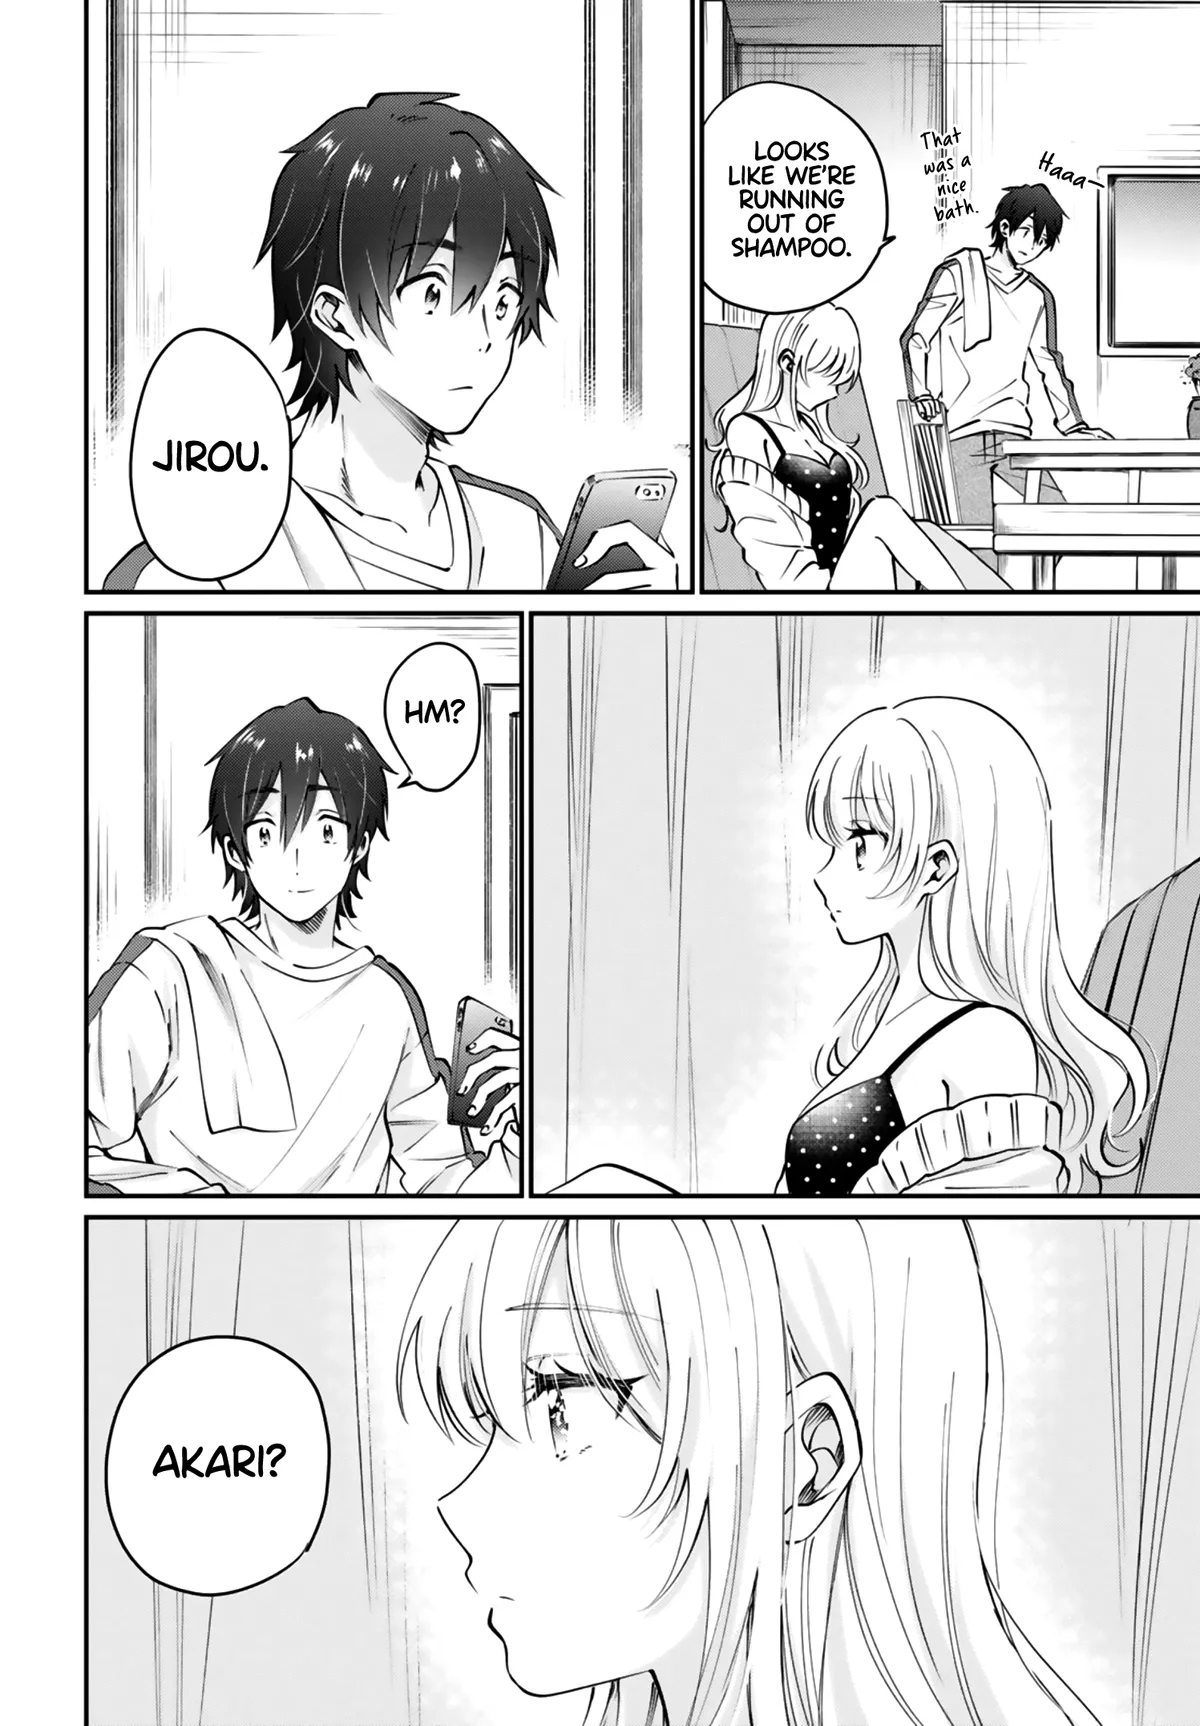 Haaa—
That
was a
nice
bath.
LOOKS
LIKE WE'RE
RUNNING
OUT OF
SHAMPOO.
JIROU.
HM?
AKARI?